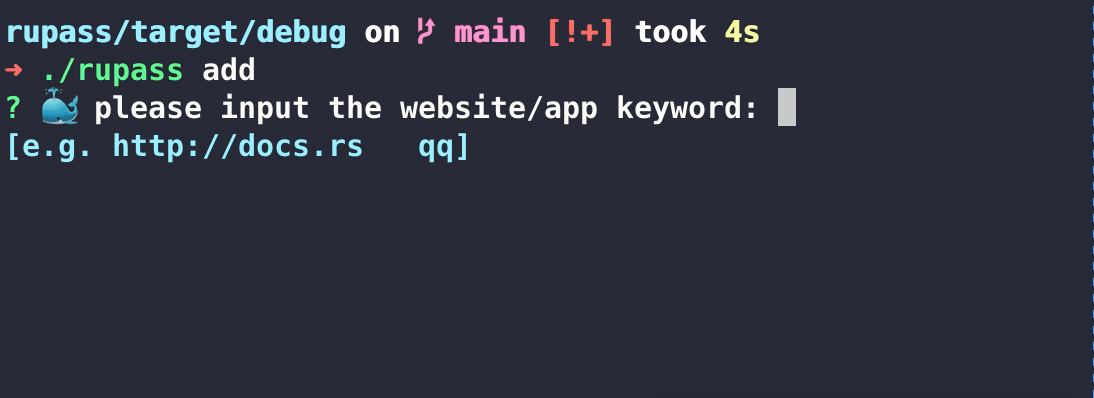 rupass/target/debug on main [!+] took 4s
➜ ./rupass add
? 🐳 please input the website/app keyword:
[e.g. http://docs.rs   qq]